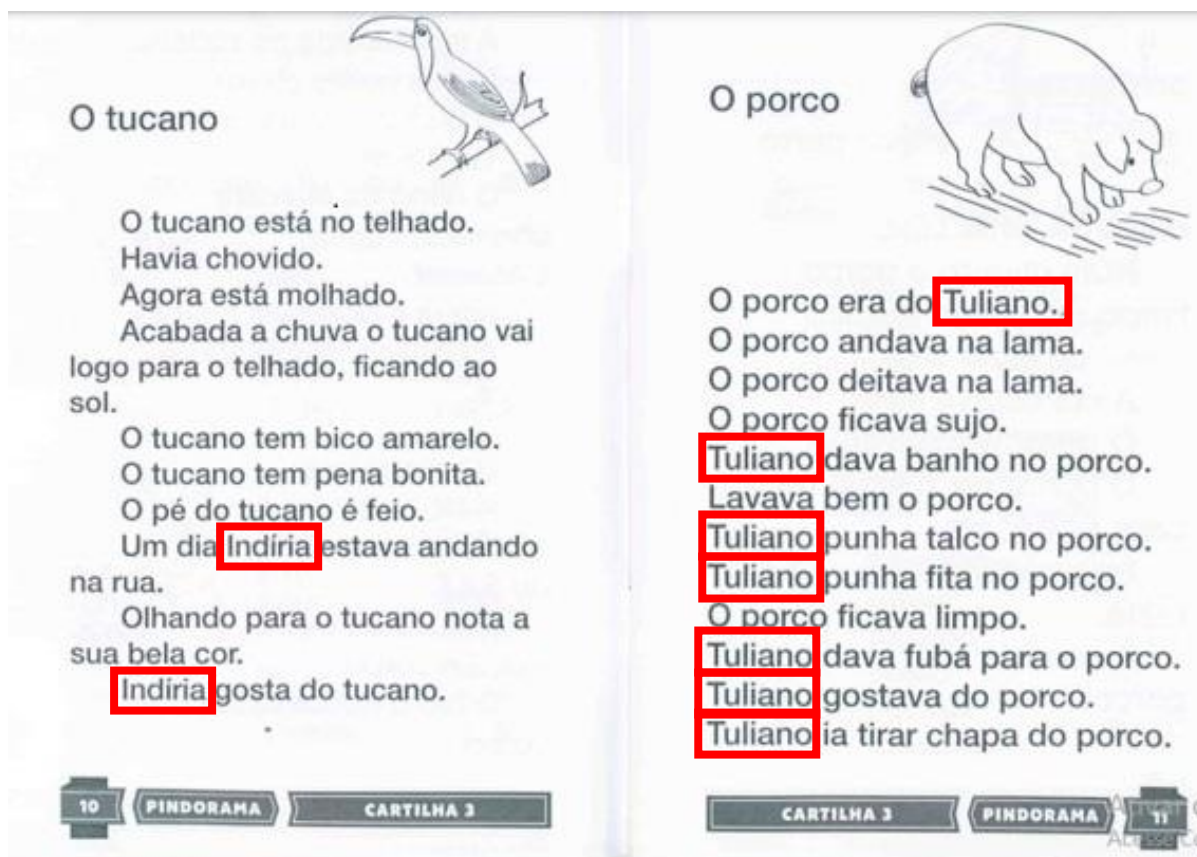 O tucano
O tucano está no telhado.
Havia chovido.
Agora está molhado.
Acabada a chuva o tucano vai
logo para o telhado, ficando ao
sol.
O tucano tem bico amarelo.
O tucano tem pena bonita.
O pé do tucano é feio.
Um dia Indíria estava andando
na rua.
Olhando para o tucano nota a
sua bela cor.
Indíria gosta do tucano.
10 PINDORAMA CARTILHA 3
O porco
O porco era do Tuliano.
O porco andava na lama.
O porco deitava na lama.
O porco ficava sujo.
Tuliano dava banho no porco.
Lavava bem o porco.
Tuliano punha talco no porco.
Tuliano punha fita no porco.
O porco ficava limpo.
Tuliano dava fubá para o porco.
Tuliano gostava do porco.
Tuliano ia tirar chapa do porco.
CARTILHA 3 PINDORAMA 11